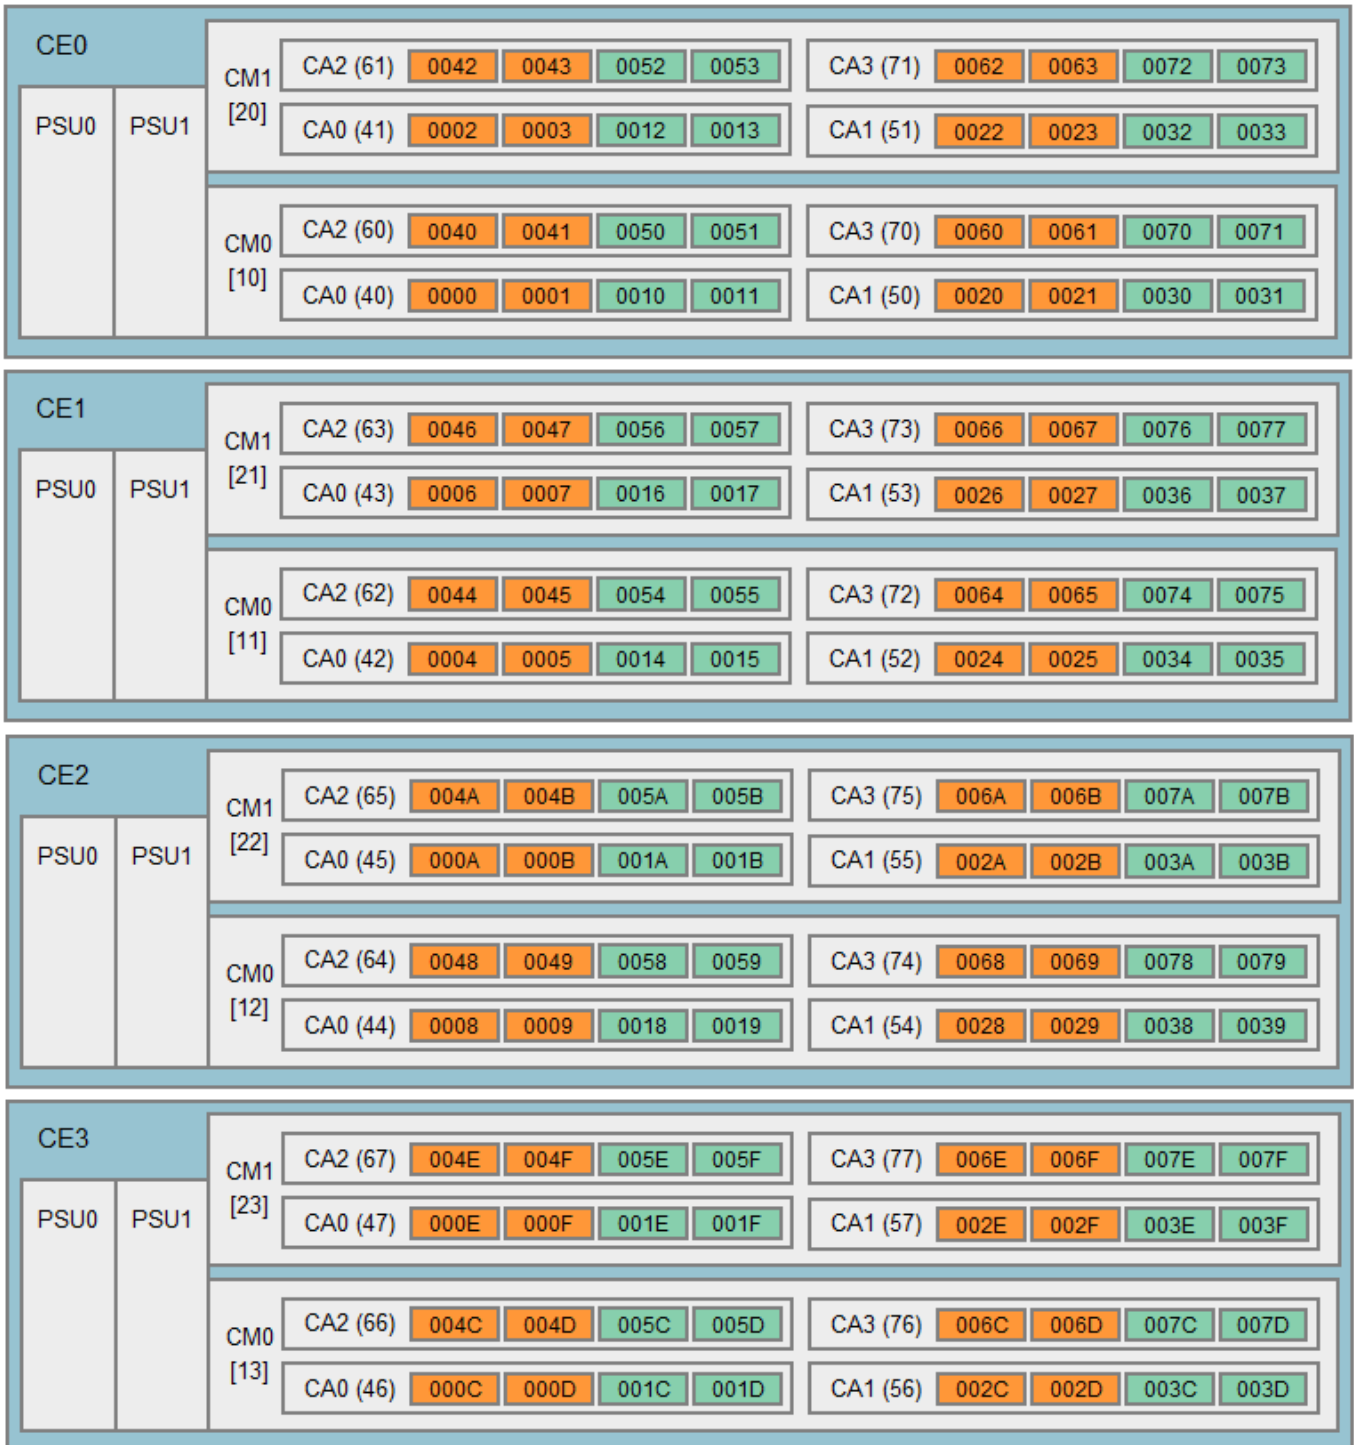 CE0
PSU0 PSU1
CM1 [20]
CA2 (61) 0042 0043 0052 0053 CA3 (71) 0062 0063 0072 0073
CA0 (41) 0002 0003 0012 0013 CA1 (51) 0022 0023 0032 0033
CM0 [10]
CA2 (60) 0040 0041 0050 0051 CA3 (70) 0060 0061 0070 0071
CA0 (40) 0000 0001 0010 0011 CA1 (50) 0020 0021 0030 0031
CE1
PSU0 PSU1
CM1 [21]
CA2 (63) 0046 0047 0056 0057 CA3 (73) 0066 0067 0076 0077
CA0 (43) 0006 0007 0016 0017 CA1 (53) 0026 0027 0036 0037
CM0 [11]
CA2 (62) 0044 0045 0054 0055 CA3 (72) 0064 0065 0074 0075
CA0 (42) 0004 0005 0014 0015 CA1 (52) 0024 0025 0034 0035
CE2
PSU0 PSU1
CM1 [22]
CA2 (65) 004A 004B 005A 005B CA3 (75) 006A 006B 007A 007B
CA0 (45) 000A 000B 001A 001B CA1 (55) 002A 002B 003A 003B
CM0 [12]
CA2 (64) 0048 0049 0058 0059 CA3 (74) 0068 0069 0078 0079
CA0 (44) 0008 0009 0018 0019 CA1 (54) 0028 0029 0038 0039
CE3
PSU0 PSU1
CM1 [23]
CA2 (67) 004E 004F 005E 005F CA3 (77) 006E 006F 007E 007F
CA0 (47) 000E 000F 001E 001F CA1 (57) 002E 002F 003E 003F
CM0 [13]
CA2 (66) 004C 004D 005C 005D CA3 (76) 006C 006D 007C 007D
CA0 (46) 000C 000D 001C 001D CA1 (56) 002C 002D 003C 003D